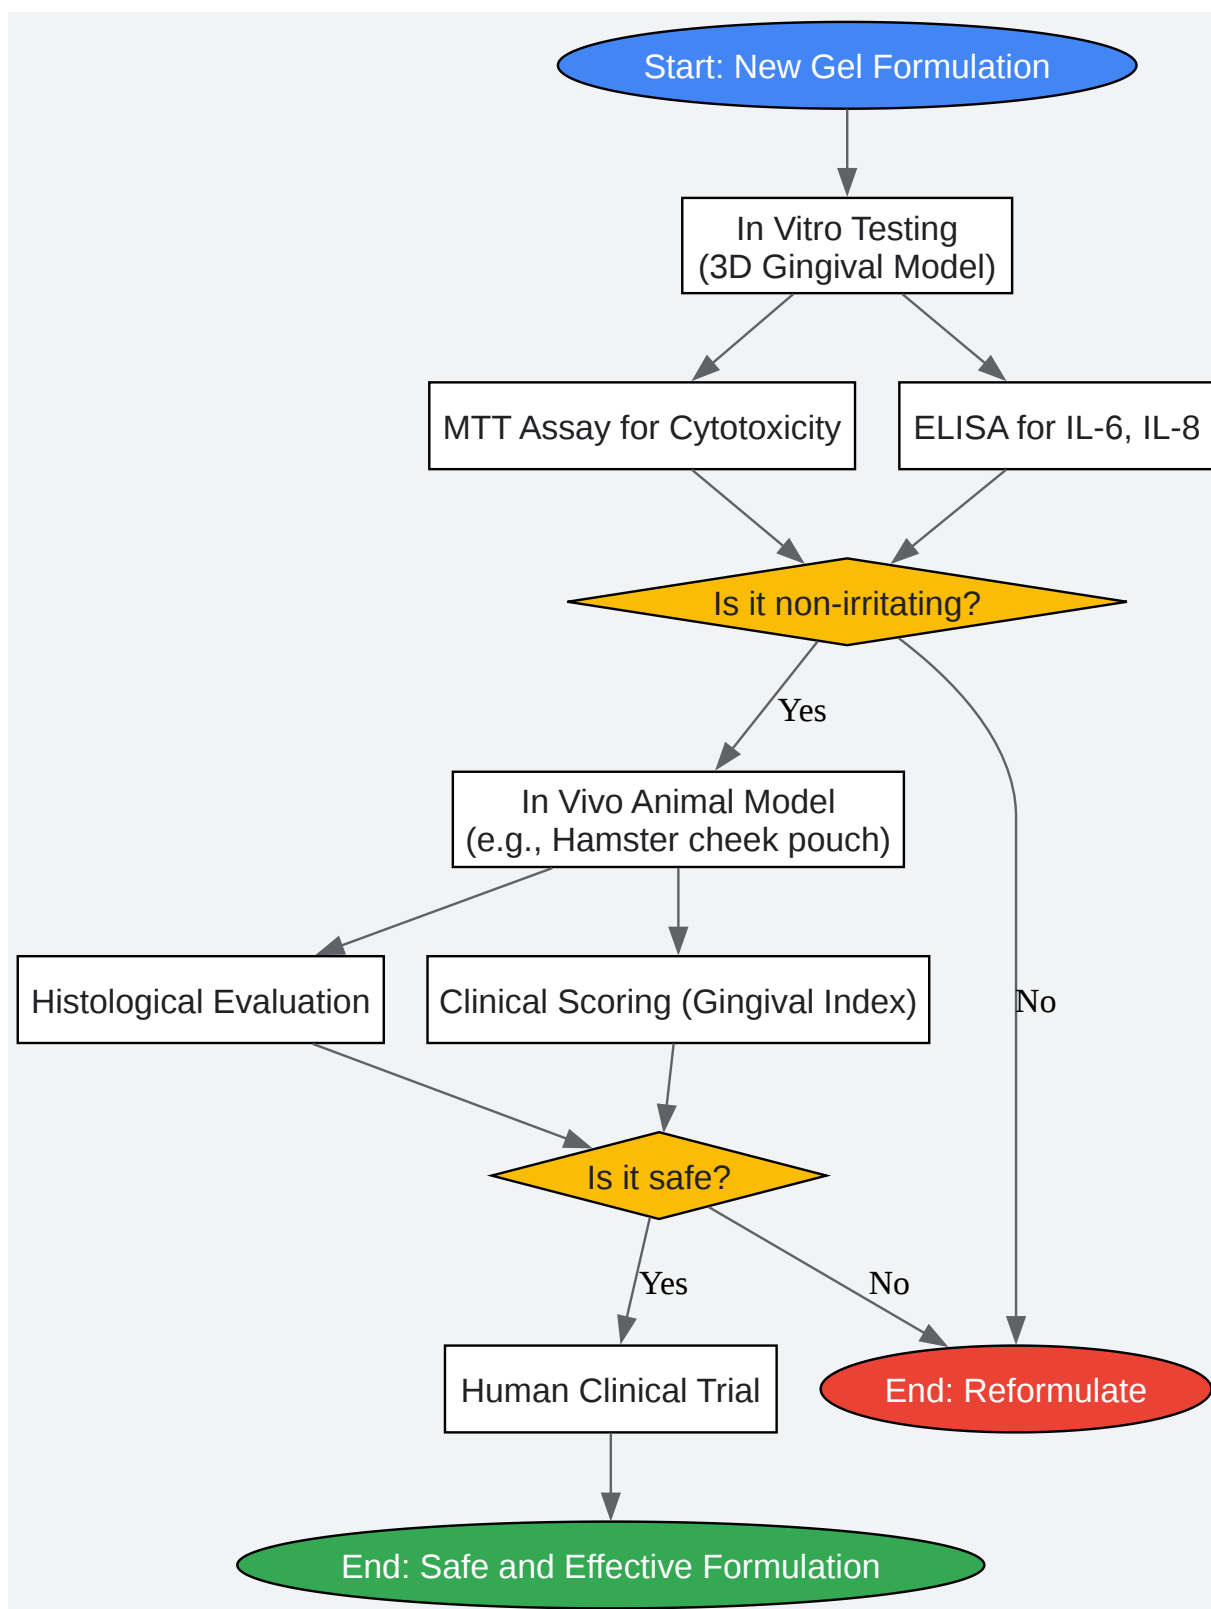 Start: New Gel Formulation
In Vitro Testing
(3D Gingival Model)
MTT Assay for Cytotoxicity
ELISA for IL-6, IL-8
Is it non-irritating?
Yes
In Vivo Animal Model
(e.g., Hamster cheek pouch)
Histological Evaluation
Clinical Scoring (Gingival Index)
No
Is it safe?
Yes
No
Human Clinical Trial
End: Reformulate
End: Safe and Effective Formulation